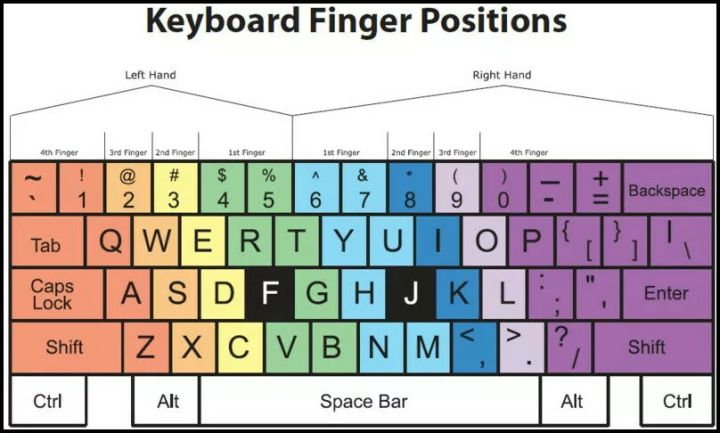 Keyboard Finger Positions
Left Hand Right Hand
4th Finger 3rd Finger 2nd Finger 1st Finger 1st Finger 2nd Finger 3rd Finger 4th Finger
~ ! @ # $ % ^ & * ( ) — +
` 1 2 3 4 5 6 7 8 9 0 - = Backspace
Tab Q W E R T Y U I O P { [ } ] | \
Caps Lock A S D F G H J K L : ; " , Enter
Shift Z X C V B N M < , > . ? / Shift
Ctrl Alt Space Bar Alt Ctrl